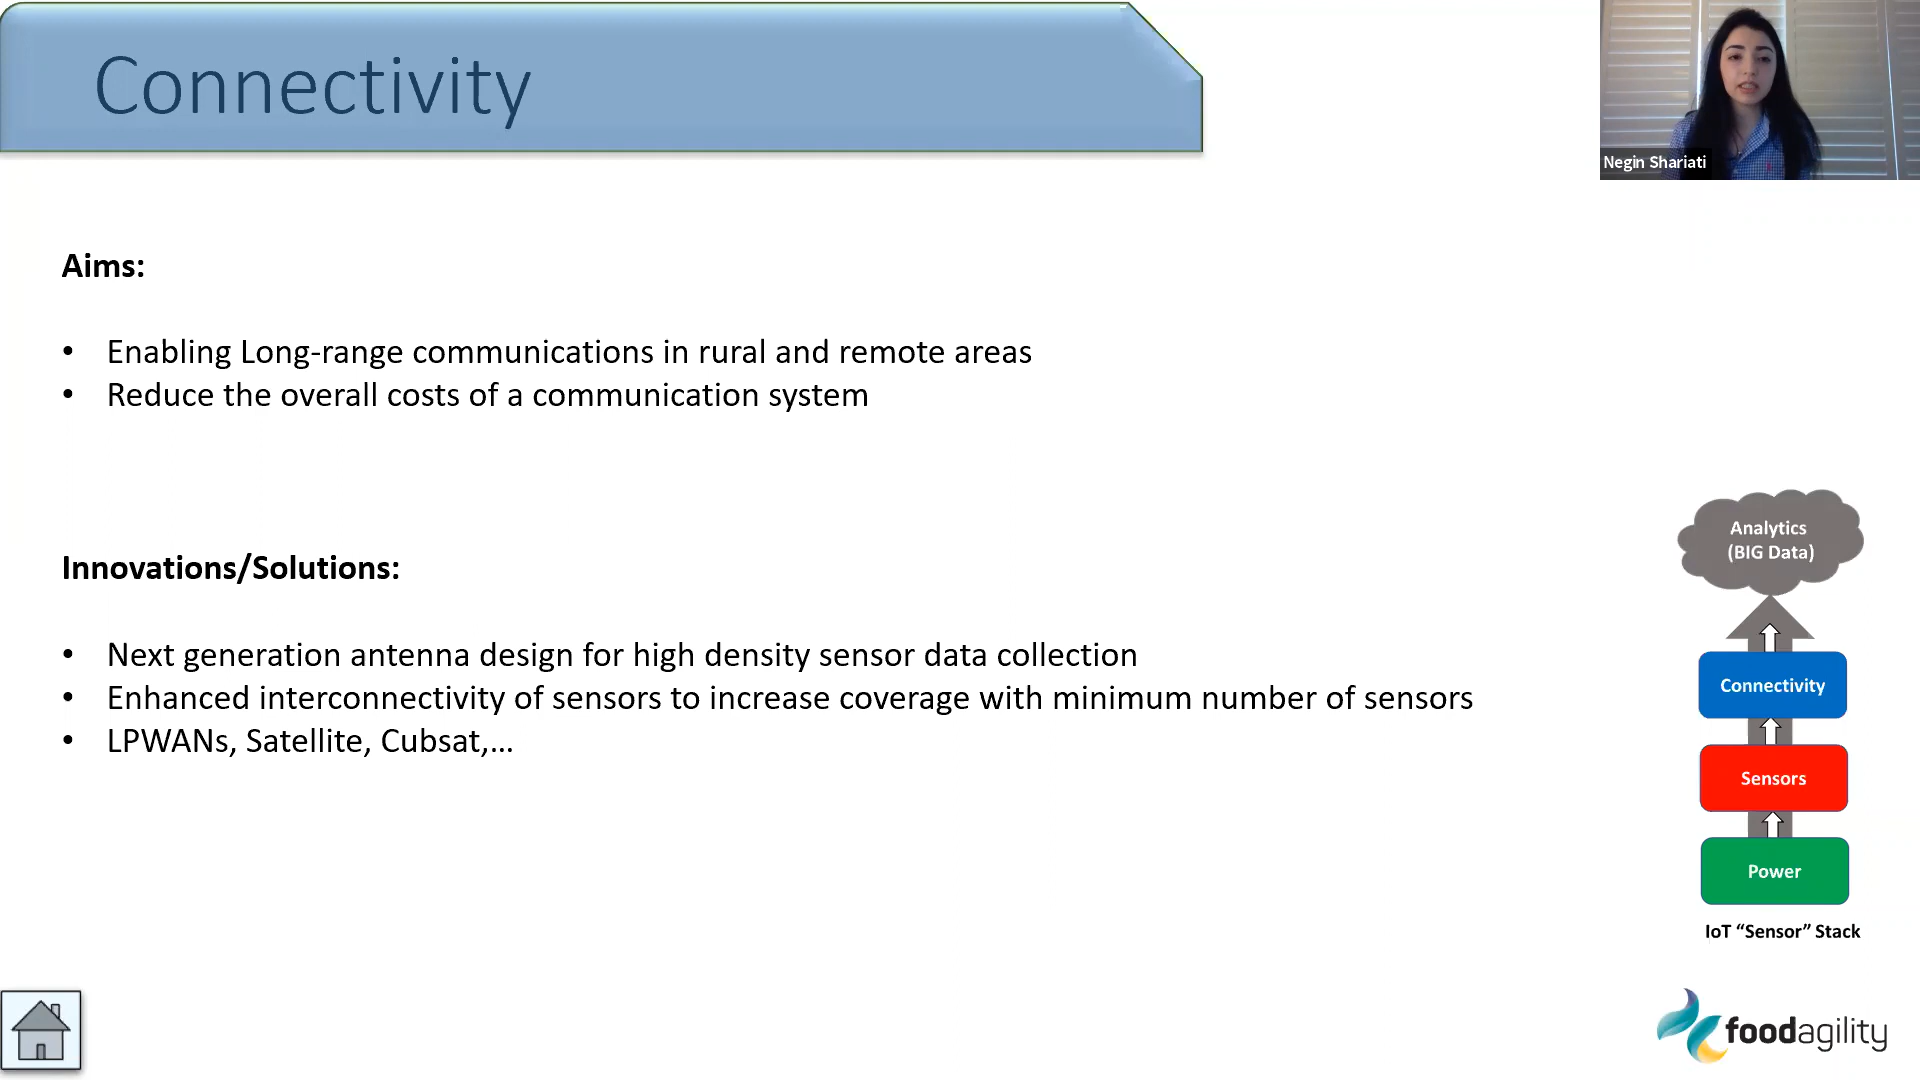 Connectivity
Negin Shariati
Aims:
• Enabling Long-range communications in rural and remote areas
• Reduce the overall costs of a communication system
Innovations/Solutions:
• Next generation antenna design for high density sensor data collection
• Enhanced interconnectivity of sensors to increase coverage with minimum number of sensors
• LPWANs, Satellite, Cubsat,...
Analytics
(BIG Data)
Connectivity
Sensors
Power
IoT “Sensor” Stack
foodagility